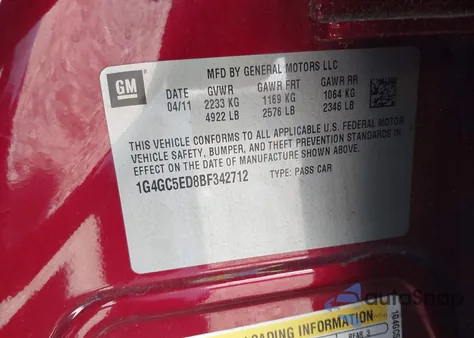 GM
MFD BY GENERAL MOTORS LLC
DATE GVWR GAWR FRT GAWR RR
04/11 2233 KG 1169 KG 1064 KG
4922 LB 2576 LB 2346 LB
THIS VEHICLE CONFORMS TO ALL APPLICABLE U.S. FEDERAL MOTOR
VEHICLE SAFETY, BUMPER, AND THEFT PREVENTION STANDARDS IN
EFFECT ON THE DATE OF MANUFACTURE SHOWN ABOVE.
1G4GC5ED8BF342712
TYPE: PASS CAR
autoSnap
LOADING INFORMATION
REAR 3
1G4GC5